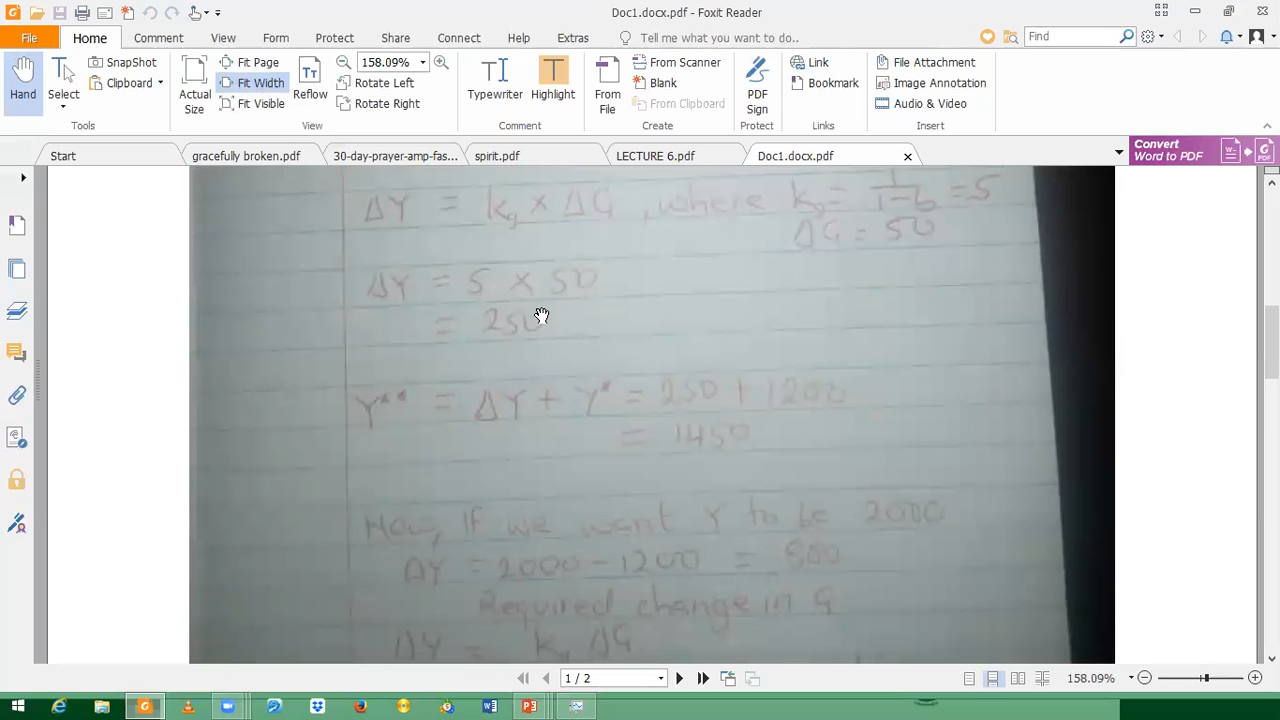 Doc1.docx.pdf - Foxit Reader
File Home Comment View Form Protect Share Connect Help Extras Tell me what you want to do... Find
Hand
Select
SnapShot
Clipboard
Tools
Actual Size
Fit Page
Fit Width
Fit Visible
Reflow
158.09%
Rotate Left
Rotate Right
View
Typewriter
Highlight
Comment
From File
From Scanner
Blank
From Clipboard
Create
PDF Sign
Protect
Link
Bookmark
Links
File Attachment
Image Annotation
Audio & Video
Insert
Start gracefully broken.pdf 30-day-prayer-amp-fas... spirit.pdf LECTURE 6.pdf Doc1.docx.pdf
Convert
Word to PDF
ΔY = kg × ΔG , where kg = 1/1-b = 5
ΔG = 50
ΔY = 5 × 50
= 250
Y** = ΔY + Y* = 250 + 1200
= 1450
Now, If we want Y to be 2000
ΔY = 2000 - 1200 = 800
Required change in G
ΔY = kg ΔG
1 / 2
158.09%